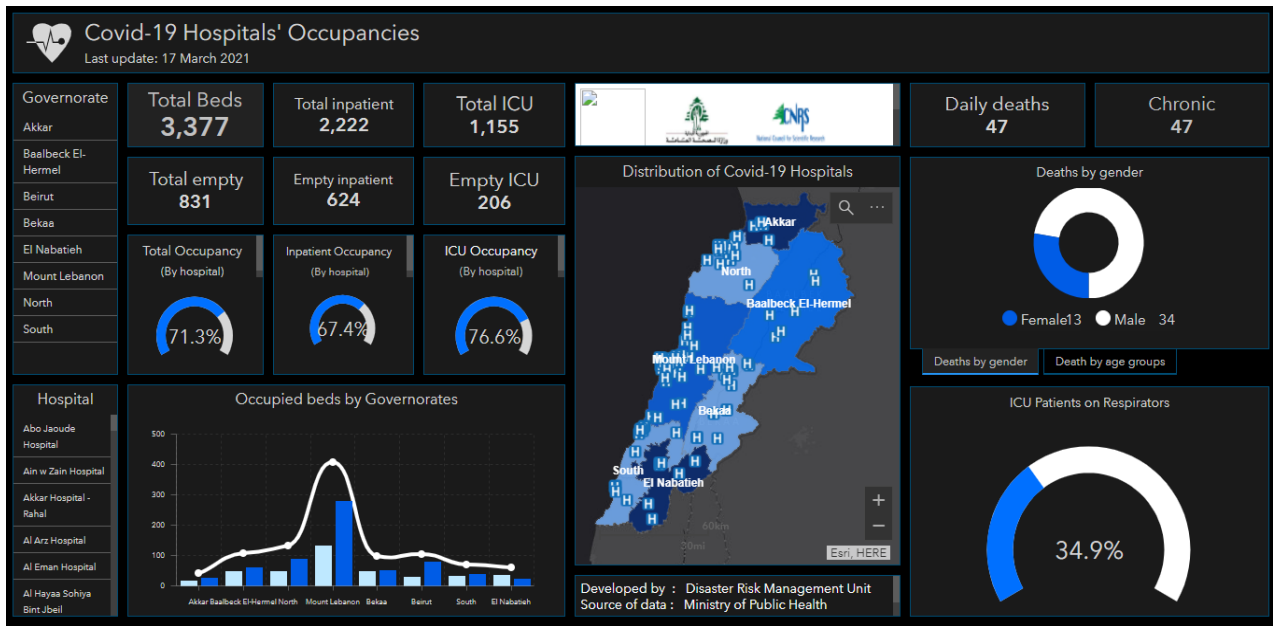 Covid-19 Hospitals' Occupancies
Last update: 17 March 2021
Governorate
Akkar
Baalbeck El-
Hermel
Beirut
Bekaa
El Nabatieh
Mount Lebanon
North
South
Total Beds
3,377
Total inpatient
2,222
Total ICU
1,155
Total empty
831
Empty inpatient
624
Empty ICU
206
Total Occupancy
(By hospital)
71.3%
Inpatient Occupancy
(By hospital)
67.4%
ICU Occupancy
(By hospital)
76.6%
CNRS
National Council for Scientific Research
Distribution of Covid-19 Hospitals
Akkar
North
Baalbeck El-Hermel
Mount Lebanon
Bekaa
South
El Nabatieh
60km
30mi
Esri, HERE
Developed by : Disaster Risk Management Unit
Source of data : Ministry of Public Health
Daily deaths
47
Chronic
47
Deaths by gender
Female13 Male 34
Deaths by gender
Death by age groups
ICU Patients on Respirators
34.9%
Hospital
Abo Jaoude
Hospital
Ain w Zain Hospital
Akkar Hospital -
Rahal
Al Arz Hospital
Al Eman Hospital
Al Hayaa Sohiya
Bint Jbeil
Occupied beds by Governorates
500
400
300
200
100
0
Akkar Baalbeck El-Hermel North Mount Lebanon Bekaa Beirut South El Nabatieh